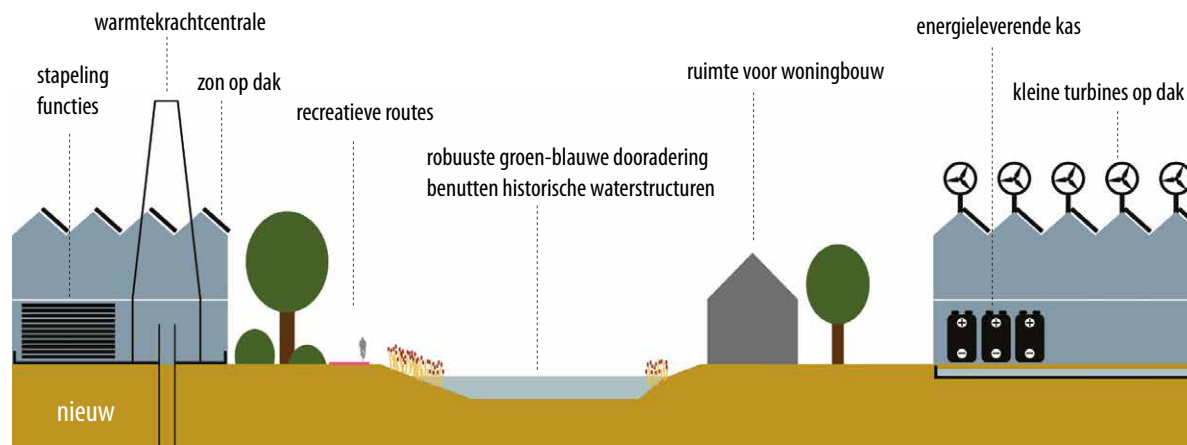 warmtekrachtcentrale
stapeling
functies
zon op dak
recreatieve routes
robuuste groen-blauwe dooradering
benutten historische waterstructuren
ruimte voor woningbouw
energieleverende kas
kleine turbines op dak
nieuw